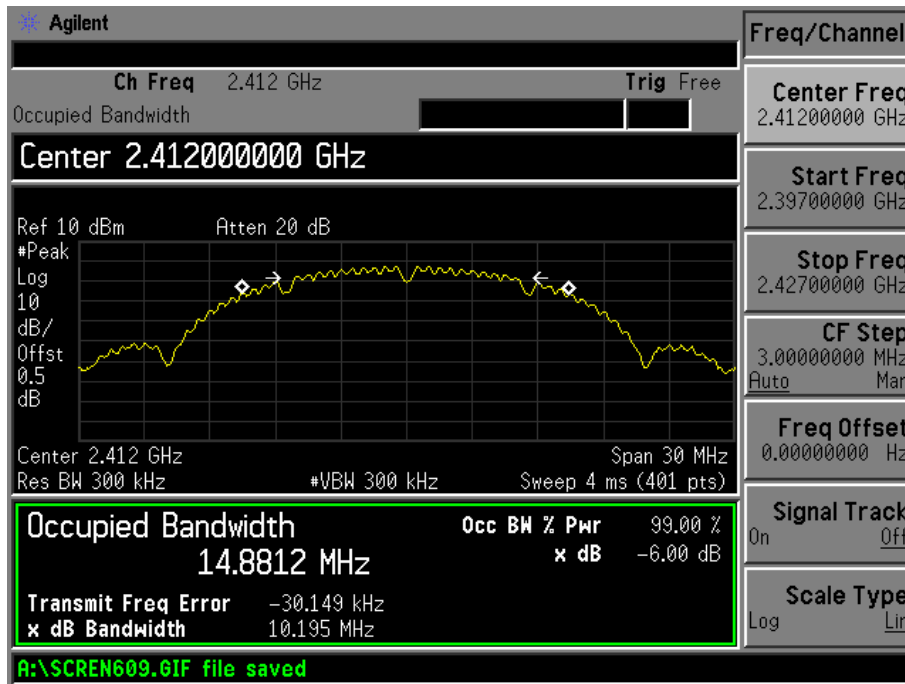 Agilent
Freq/Channel
Ch Freq 2.412 GHz Trig Free
Occupied Bandwidth
Center 2.412000000 GHz
Ref 10 dBm Atten 20 dB
#Peak
Log
10
dB/
Offst
0.5
dB
Center 2.412 GHz Span 30 MHz
Res BW 300 kHz #VBW 300 kHz Sweep 4 ms (401 pts)
Occupied Bandwidth
14.8812 MHz
Occ BW % Pwr 99.00 %
x dB -6.00 dB
Transmit Freq Error -30.149 kHz
x dB Bandwidth 10.195 MHz
A:\SCREN609.GIF file saved
Center Freq
2.41200000 GHz
Start Freq
2.39700000 GHz
Stop Freq
2.42700000 GHz
CF Step
3.00000000 MHz
Auto Man
Freq Offset
0.00000000 Hz
Signal Track
On Off
Scale Type
Log Lin